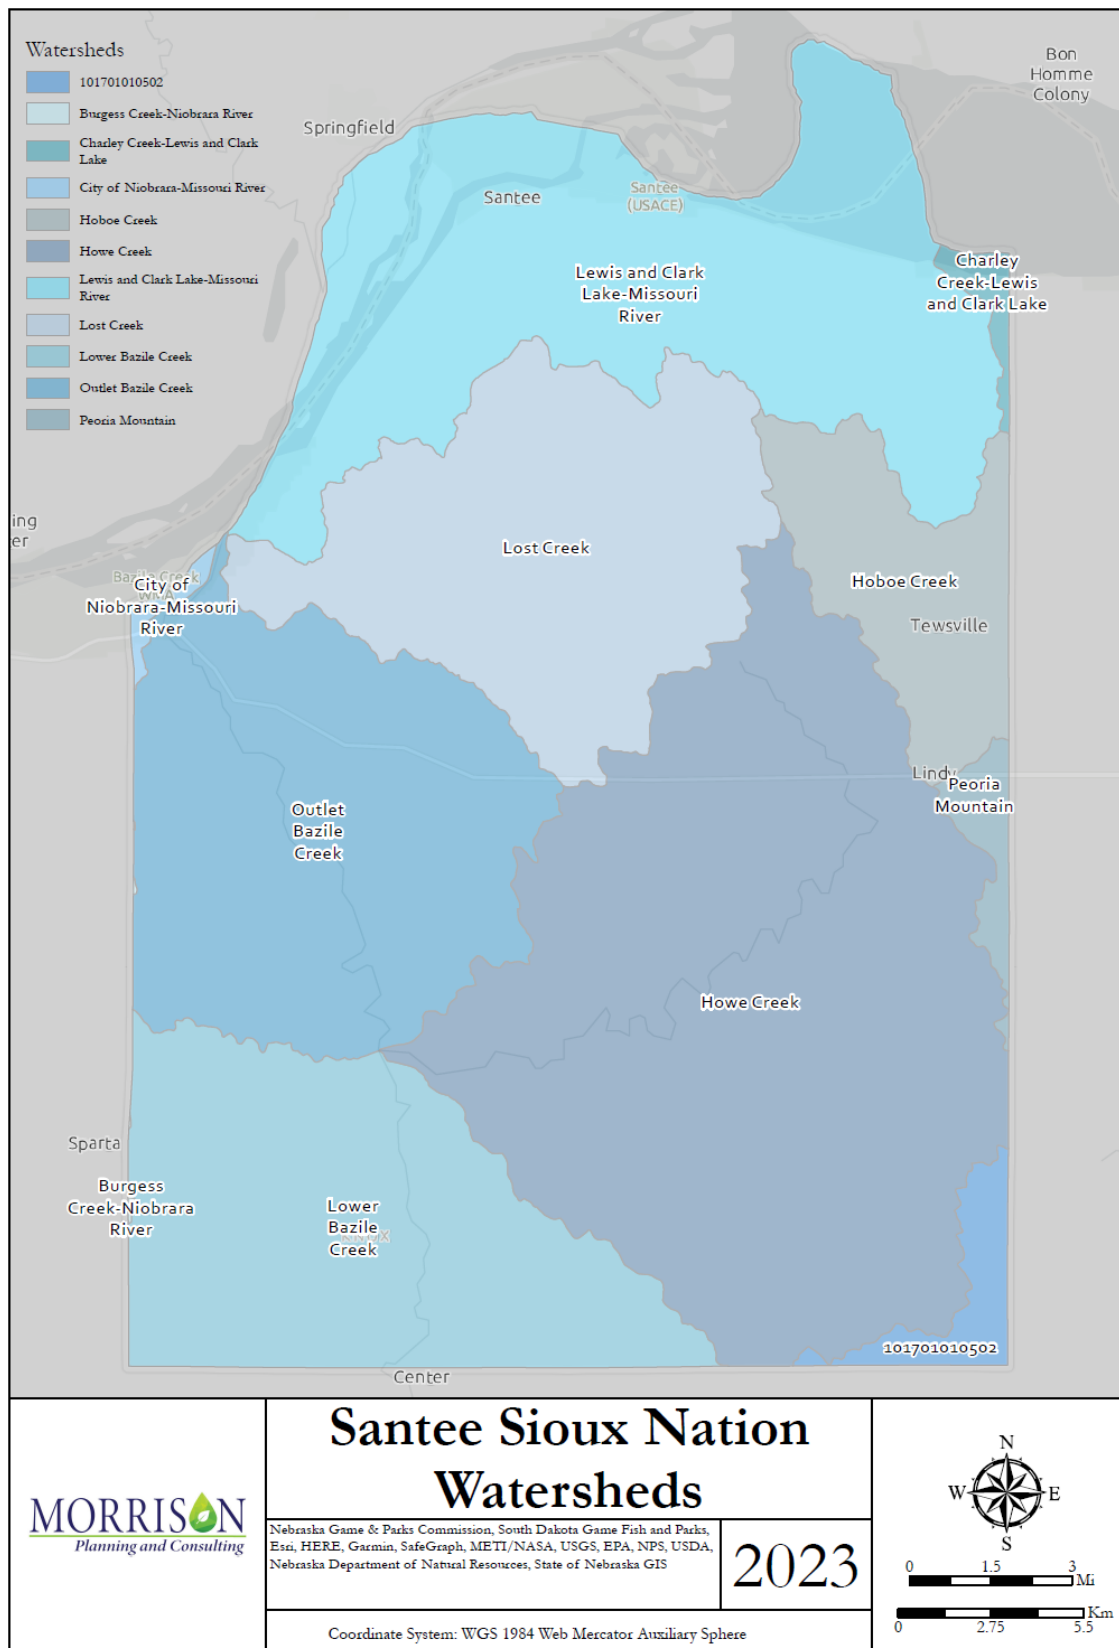 Watersheds
101701010502
Burgess Creek-Niobrara River
Charley Creek-Lewis and Clark
Lake
City of Niobrara-Missouri River
Hoboe Creek
Howe Creek
Lewis and Clark Lake-Missouri
River
Lost Creek
Lower Bazile Creek
Outlet Bazile Creek
Peoria Mountain
Bon
Homme
Colony
Springfield
Santee
Santee
(USACE)
Lewis and Clark
Lake-Missouri
River
Charley
Creek-Lewis
and Clark Lake
ing
er
Lost Creek
Bazile Creek
WMA
City of
Niobrara-Missouri
River
Hoboe Creek
Tewsville
Lindy
Peoria
Mountain
Outlet
Bazile
Creek
Howe Creek
Sparta
Burgess
Creek-Niobrara
River
Lower
Bazile
Creek
101701010502
Center
MORRISON
Planning and Consulting
Santee Sioux Nation
Watersheds
Nebraska Game & Parks Commission, South Dakota Game Fish and Parks,
Esri, HERE, Garmin, SafeGraph, METI/NASA, USGS, EPA, NPS, USDA,
Nebraska Department of Natural Resources, State of Nebraska GIS
2023
Coordinate System: WGS 1984 Web Mercator Auxiliary Sphere
N
W E
S
0 1.5 3
Mi
Km
0 2.75 5.5